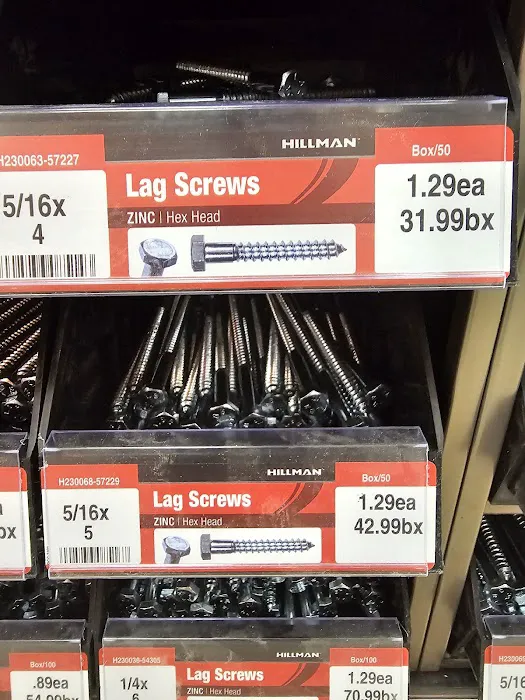 HILLMAN
H230063-57227
Box/50
Lag Screws
5/16x
4
1.29ea
31.99bx
ZINC | Hex Head
HILLMAN
H230068-57229
Box/50
Lag Screws
5/16x
5
1.29ea
42.99bx
ZINC | Hex Head
HILLMAN
Box/100
.89ea
H230036-54305
Box/100
Lag Screws
1/4x
6
1.29ea
70.99bx
ZINC | Hex Head
5/16